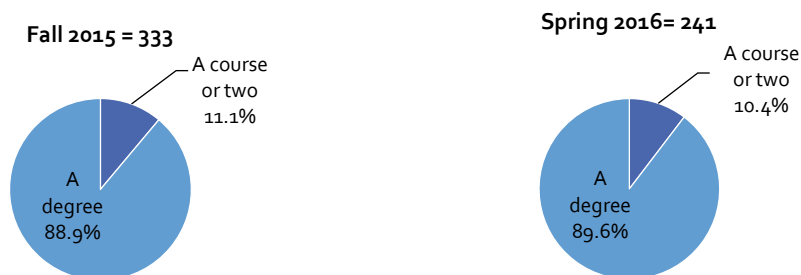 Fall 2015 = 333
A course
or two
11.1%
A
degree
88.9%
Spring 2016= 241
A course
or two
10.4%
A
degree
89.6%